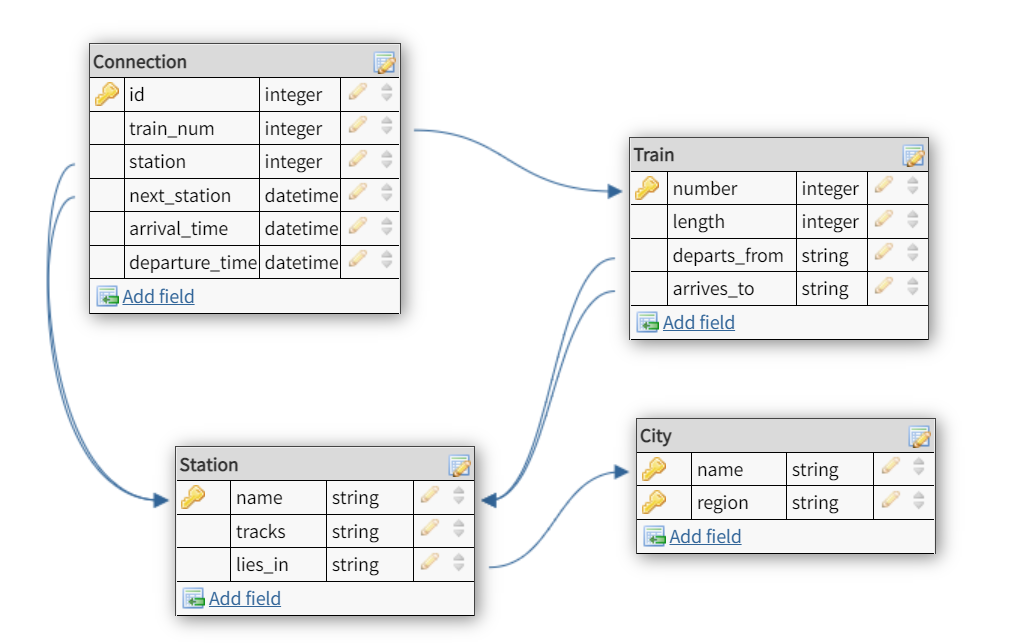 Connection
id integer
train_num integer
station integer
next_station datetime
arrival_time datetime
departure_time datetime
Add field
Train
number integer
length integer
departs_from string
arrives_to string
Add field
Station
name string
tracks string
lies_in string
Add field
City
name string
region string
Add field